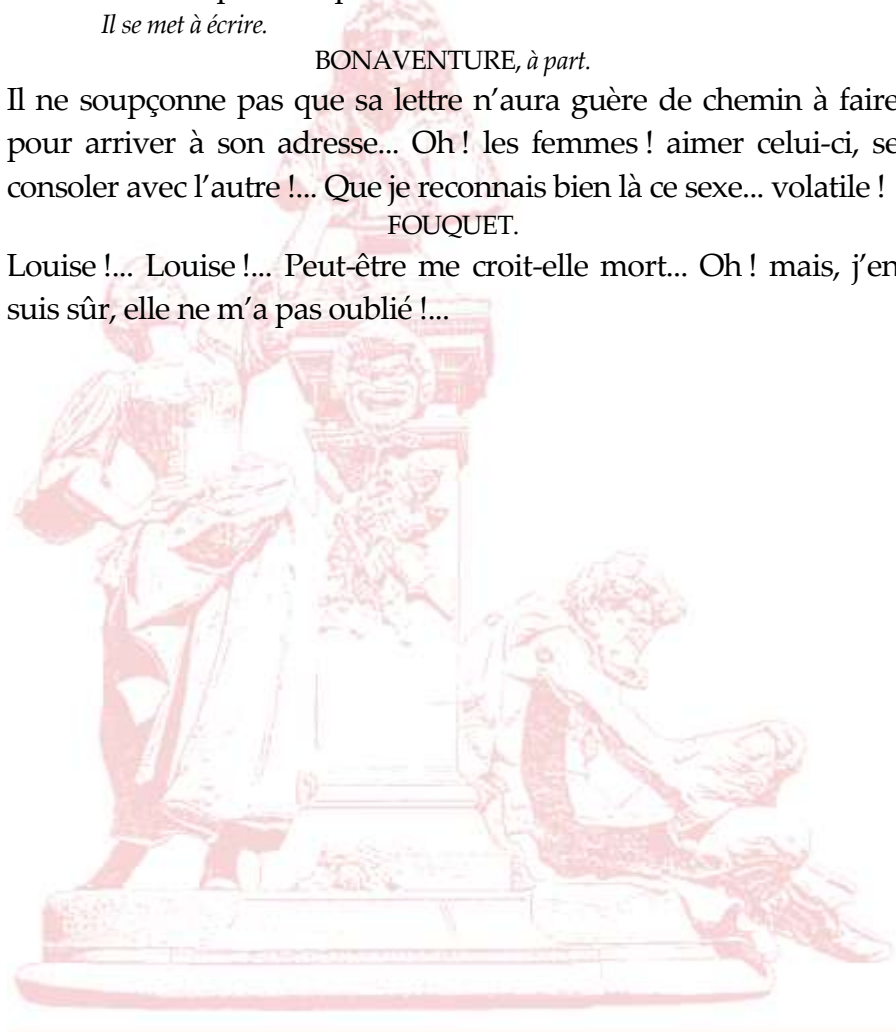 Il se met à écrire.
BONAVENTURE, à part.
Il ne soupçonne pas que sa lettre n’aura guère de chemin à faire
pour arriver à son adresse... Oh ! les femmes ! aimer celui-ci, se
consoler avec l’autre !... Que je reconnais bien là ce sexe... volatile !
FOUQUET.
Louise !... Louise !... Peut-être me croit-elle mort... Oh ! mais, j’en
suis sûr, elle ne m’a pas oublié !...